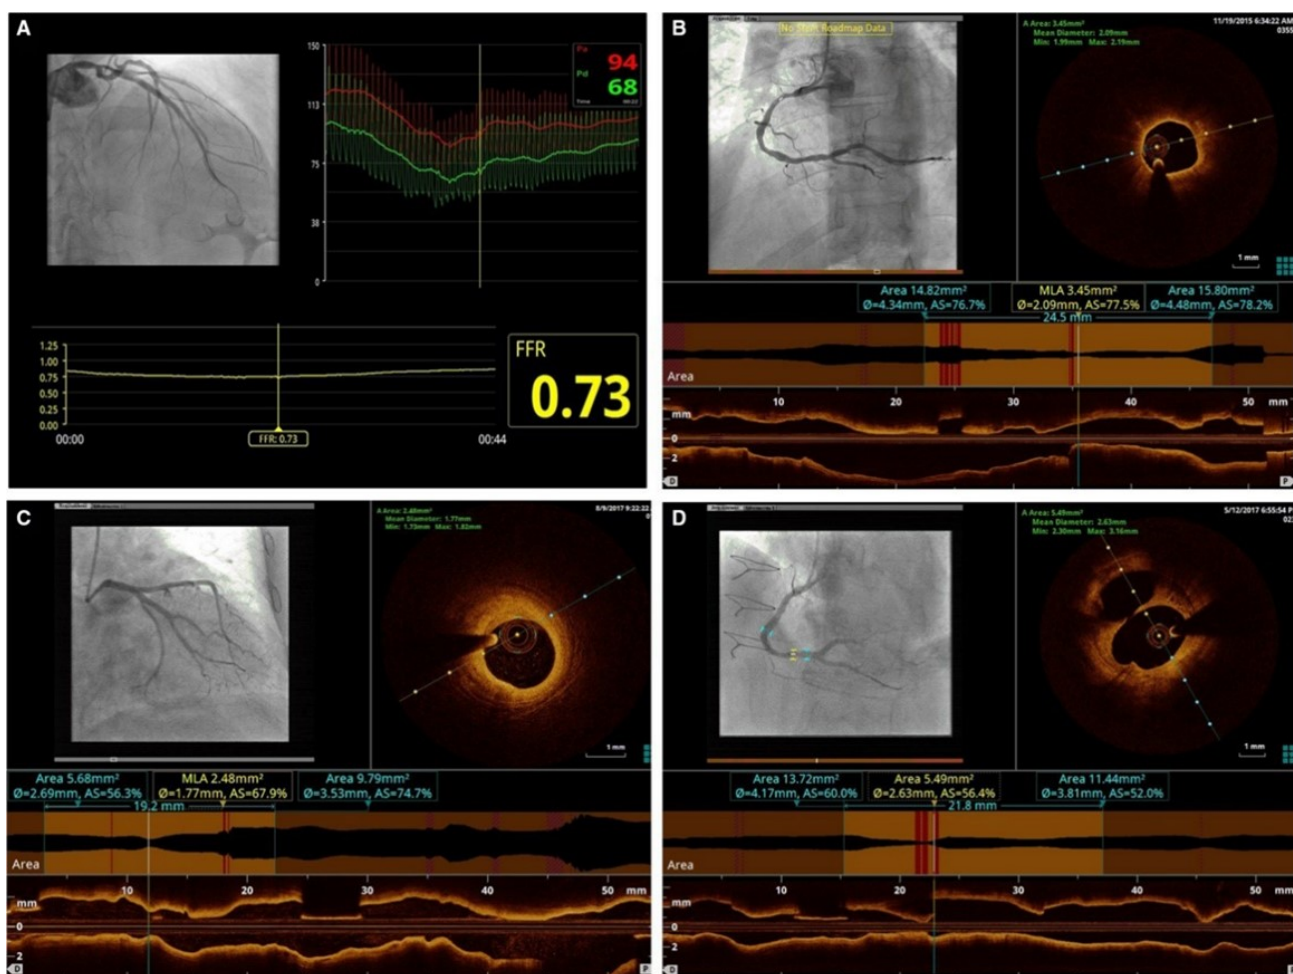 A
150
113
75
38
0
Pa
94
Pd
68
Time 00:22
1.25
1.00
0.75
0.50
0.25
0.00
00:00
FFR: 0.73
00:44
FFR
0.73
B
No SMR Roadmap Data
A Area: 3.45mm²
Mean Diameter: 2.09mm
Min: 1.99mm Max: 2.19mm
11/19/2015 6:34:22 AM
0355
1 mm
Area 14.82mm²
Ø=4.34mm, AS=76.7%
MLA 3.45mm²
Ø=2.09mm, AS=77.5%
Area 15.80mm²
Ø=4.48mm, AS=78.2%
24.5 mm
Area
10 20 30 40 50 mm
mm
0
2
D
P
C
A Area: 2.48mm²
Mean Diameter: 1.77mm
Min: 1.73mm Max: 1.82mm
8/9/2017 9:22:22
1 mm
Area 5.68mm²
Ø=2.69mm, AS=56.3%
MLA 2.48mm²
Ø=1.77mm, AS=67.9%
Area 9.79mm²
Ø=3.53mm, AS=74.7%
19.2 mm
Area
10 20 30 40 50 mm
mm
0
2
D
P
D
A Area: 5.49mm²
Mean Diameter: 2.63mm
Min: 2.30mm Max: 3.16mm
5/12/2017 6:55:54 P
02
1 mm
Area 13.72mm²
Ø=4.17mm, AS=60.0%
Area 5.49mm²
Ø=2.63mm, AS=56.4%
Area 11.44mm²
Ø=3.81mm, AS=52.0%
21.8 mm
Area
10 20 30 40 50 mm
mm
0
2
D
P